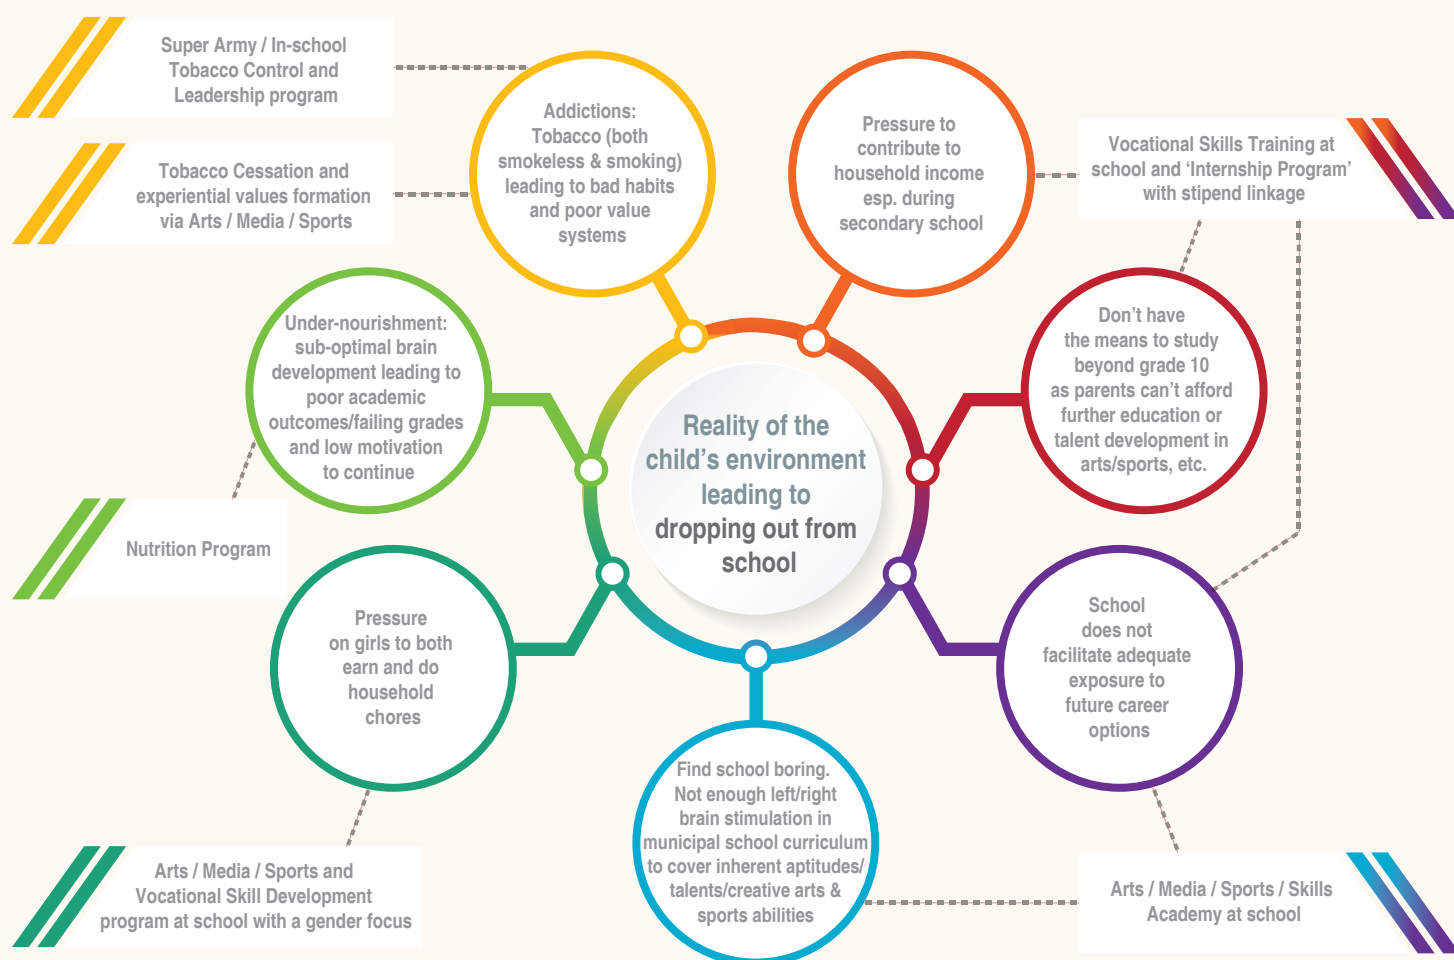 Super Army / In-school
Tobacco Control and
Leadership program
Tobacco Cessation and
experiential values formation
via Arts / Media / Sports
Addictions:
Tobacco (both
smokeless & smoking)
leading to bad habits
and poor value
systems
Pressure to
contribute to
household income
esp. during
secondary school
Vocational Skills Training at
school and ‘Internship Program’
with stipend linkage
Under-nourishment:
sub-optimal brain
development leading to
poor academic
outcomes/failing grades
and low motivation
to continue
Don’t have
the means to study
beyond grade 10
as parents can’t afford
further education or
talent development in
arts/sports, etc.
Reality of the
child’s environment
leading to
dropping out from
school
Nutrition Program
Pressure
on girls to both
earn and do
household
chores
School
does not
facilitate adequate
exposure to
future career
options
Find school boring.
Not enough left/right
brain stimulation in
municipal school curriculum
to cover inherent aptitudes/
talents/creative arts &
sports abilities
Arts / Media / Sports and
Vocational Skill Development
program at school with a gender focus
Arts / Media / Sports / Skills
Academy at school